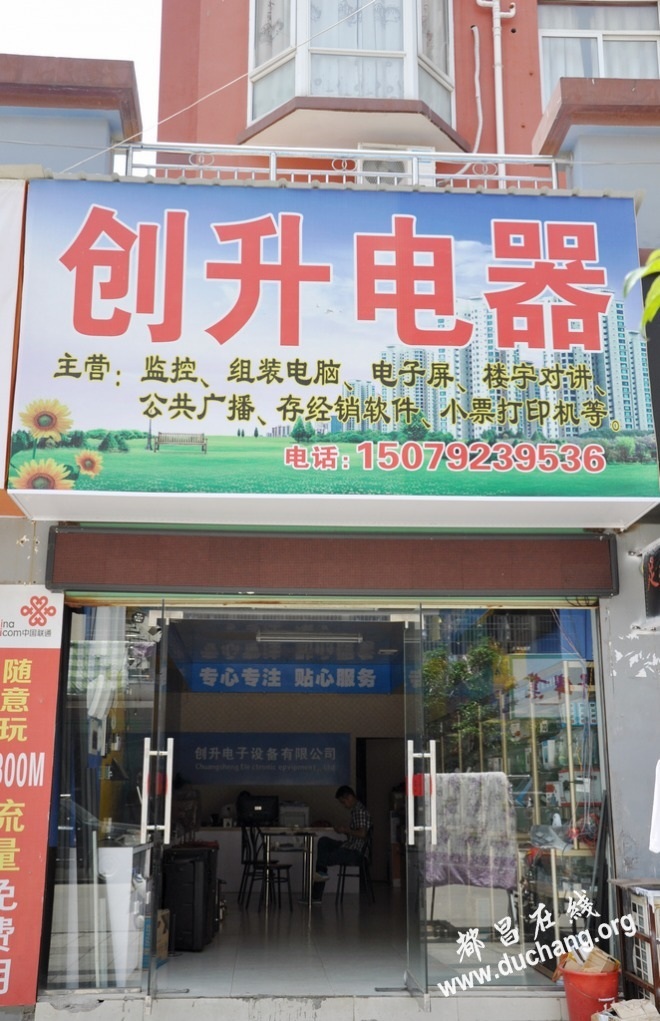 创升电器
主营：监控、组装电脑、电子屏、楼宇对讲、
公共广播、存经销软件、小票打印机等。
电话：15079239536
中国联通
随意玩
300M
流量免费用
专心专注 贴心服务
创升电子设备有限公司
都昌在线
www.duchang.org